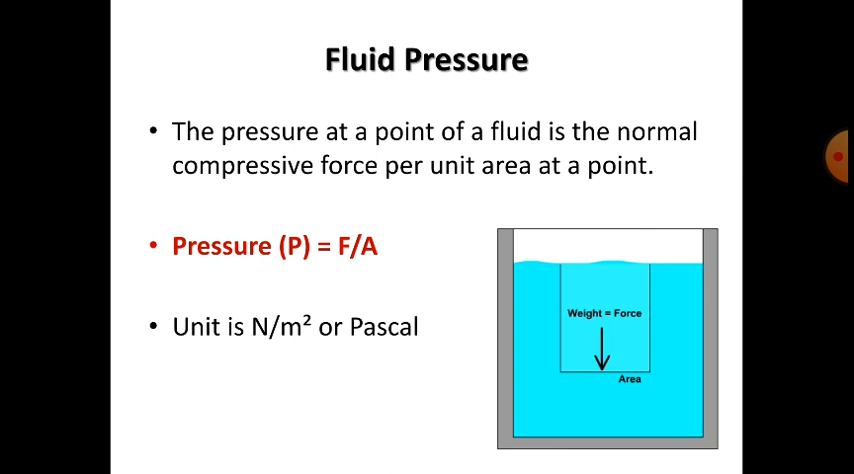 Fluid Pressure
• The pressure at a point of a fluid is the normal
compressive force per unit area at a point.
• Pressure (P) = F/A
• Unit is N/m² or Pascal
Weight = Force
Area